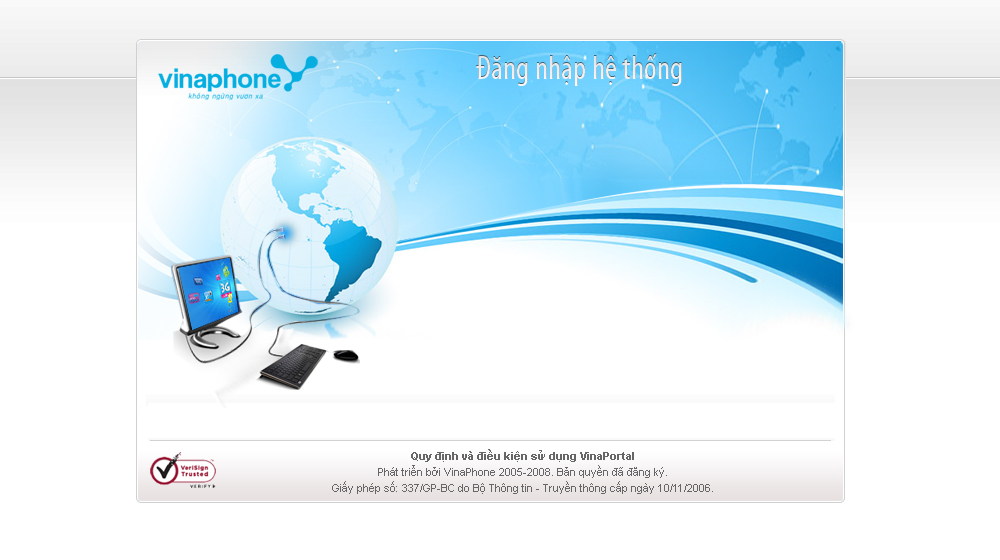 vinaphone
không ngừng vươn xa
Đăng nhập hệ thống
3G
VeriSign
Trusted
VERIFY
Quy định và điều kiện sử dụng VinaPortal
Phát triển bởi VinaPhone 2005-2008. Bản quyền đã đăng ký.
Giấy phép số: 337/GP-BC do Bộ Thông tin - Truyền thông cấp ngày 10/11/2006.